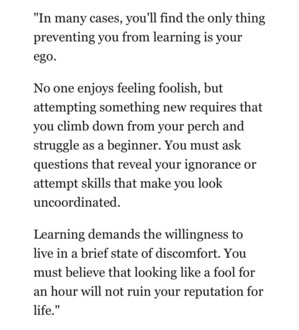 "In many cases, you'll find the only thing
preventing you from learning is your
ego.
No one enjoys feeling foolish, but
attempting something new requires that
you climb down from your perch and
struggle as a beginner. You must ask
questions that reveal your ignorance or
attempt skills that make you look
uncoordinated.
Learning demands the willingness to
live in a brief state of discomfort. You
must believe that looking like a fool for
an hour will not ruin your reputation for
life."